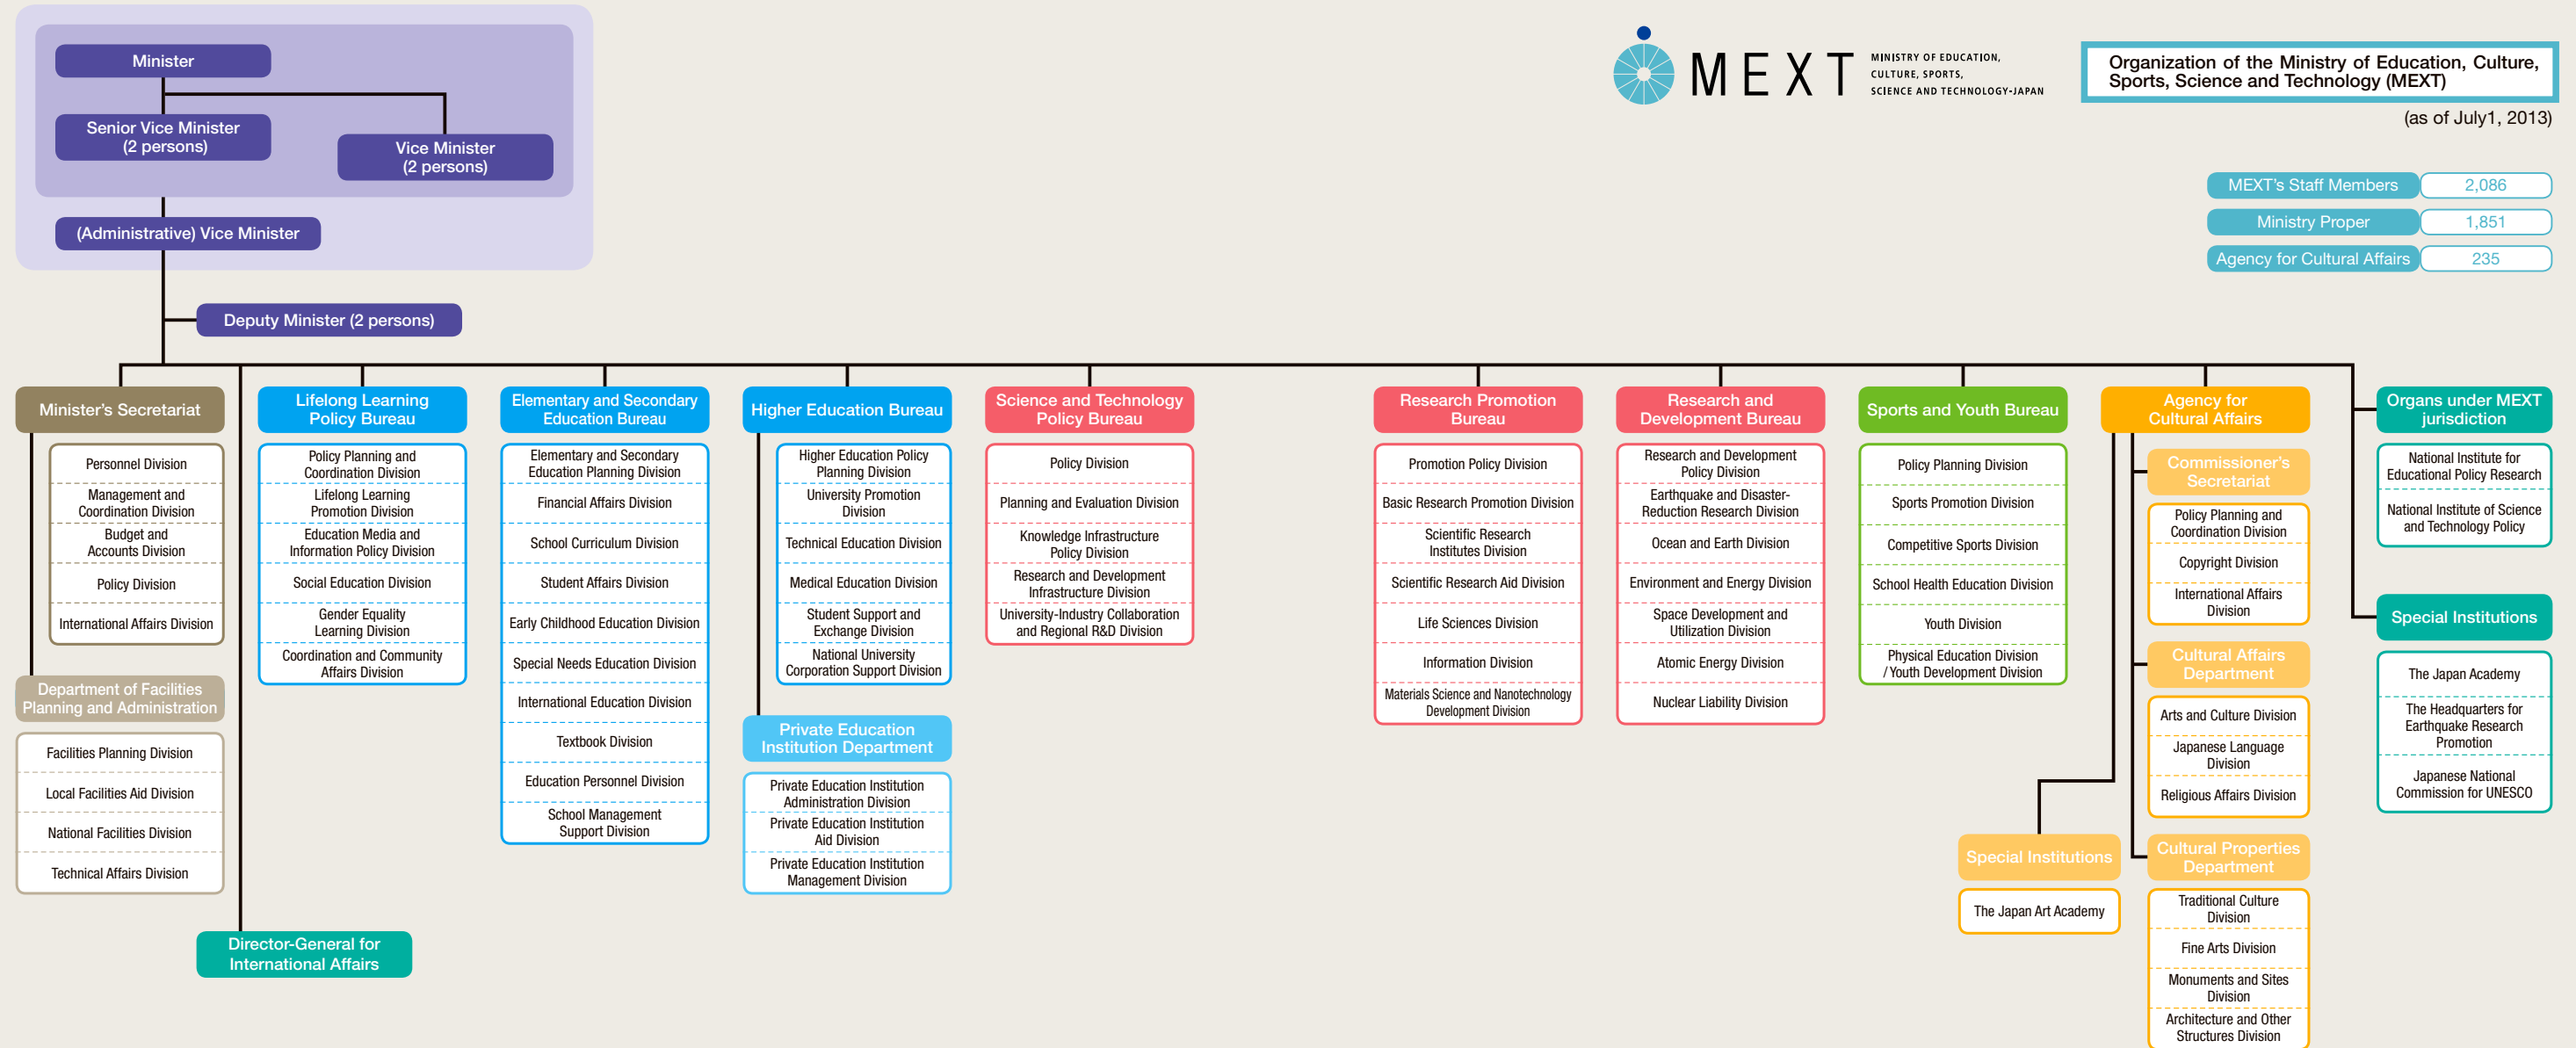 Minister
Senior Vice Minister
(2 persons)
Vice Minister
(2 persons)
(Administrative) Vice Minister
Deputy Minister (2 persons)
MEXT
MINISTRY OF EDUCATION,
CULTURE, SPORTS,
SCIENCE AND TECHNOLOGY-JAPAN
Organization of the Ministry of Education, Culture,
Sports, Science and Technology (MEXT)
(as of July1, 2013)
MEXT's Staff Members 2,086
Ministry Proper 1,851
Agency for Cultural Affairs 235
Minister's Secretariat
Personnel Division
Management and
Coordination Division
Budget and
Accounts Division
Policy Division
International Affairs Division
Department of Facilities
Planning and Administration
Facilities Planning Division
Local Facilities Aid Division
National Facilities Division
Technical Affairs Division
Director-General for
International Affairs
Lifelong Learning
Policy Bureau
Policy Planning and
Coordination Division
Lifelong Learning
Promotion Division
Education Media and
Information Policy Division
Social Education Division
Gender Equality
Learning Division
Coordination and Community
Affairs Division
Elementary and Secondary
Education Bureau
Elementary and Secondary
Education Planning Division
Financial Affairs Division
School Curriculum Division
Student Affairs Division
Early Childhood Education Division
Special Needs Education Division
International Education Division
Textbook Division
Education Personnel Division
School Management
Support Division
Higher Education Bureau
Higher Education Policy
Planning Division
University Promotion
Division
Technical Education Division
Medical Education Division
Student Support and
Exchange Division
National University
Corporation Support Division
Private Education
Institution Department
Private Education Institution
Administration Division
Private Education Institution
Aid Division
Private Education Institution
Management Division
Science and Technology
Policy Bureau
Policy Division
Planning and Evaluation Division
Knowledge Infrastructure
Policy Division
Research and Development
Infrastructure Division
University-Industry Collaboration
and Regional R&D Division
Research Promotion
Bureau
Promotion Policy Division
Basic Research Promotion Division
Scientific Research
Institutes Division
Scientific Research Aid Division
Life Sciences Division
Information Division
Materials Science and Nanotechnology
Development Division
Research and
Development Bureau
Research and Development
Policy Division
Earthquake and Disaster-
Reduction Research Division
Ocean and Earth Division
Environment and Energy Division
Space Development and
Utilization Division
Atomic Energy Division
Nuclear Liability Division
Sports and Youth Bureau
Policy Planning Division
Sports Promotion Division
Competitive Sports Division
School Health Education Division
Youth Division
Physical Education Division
/ Youth Development Division
Agency for
Cultural Affairs
Commissioner's
Secretariat
Policy Planning and
Coordination Division
Copyright Division
International Affairs
Division
Cultural Affairs
Department
Arts and Culture Division
Japanese Language
Division
Religious Affairs Division
Special Institutions
The Japan Art Academy
Cultural Properties
Department
Traditional Culture
Division
Fine Arts Division
Monuments and Sites
Division
Architecture and Other
Structures Division
Organs under MEXT
jurisdiction
National Institute for
Educational Policy Research
National Institute of Science
and Technology Policy
Special Institutions
The Japan Academy
The Headquarters for
Earthquake Research
Promotion
Japanese National
Commission for UNESCO